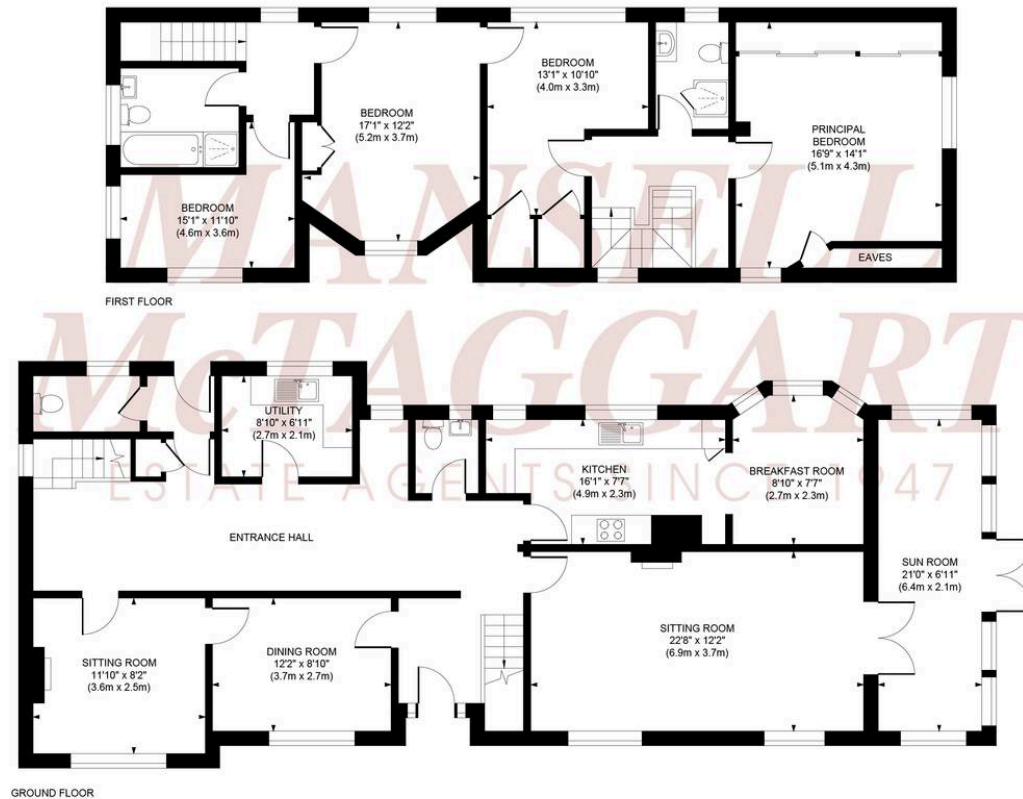 BEDROOM
13'1" x 10'10"
(4.0m x 3.3m)
BEDROOM
17'1" x 12'2"
(5.2m x 3.7m)
PRINCIPAL
BEDROOM
16'9" x 14'1"
(5.1m x 4.3m)
BEDROOM
15'1" x 11'10"
(4.6m x 3.6m)
EAVES
FIRST FLOOR
MANSELL
McTAGGART
ESTATE AGENTS SINCE 1947
UTILITY
8'10" x 6'11"
(2.7m x 2.1m)
KITCHEN
16'1" x 7'7"
(4.9m x 2.3m)
BREAKFAST ROOM
8'10" x 7'7"
(2.7m x 2.3m)
ENTRANCE HALL
SUN ROOM
21'0" x 6'11"
(6.4m x 2.1m)
SITTING ROOM
22'8" x 12'2"
(6.9m x 3.7m)
SITTING ROOM
11'10" x 8'2"
(3.6m x 2.5m)
DINING ROOM
12'2" x 8'10"
(3.7m x 2.7m)
GROUND FLOOR